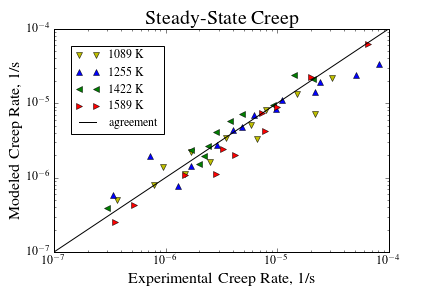 Steady-State Creep
Modeled Creep Rate, 1/s
10⁻⁴
10⁻⁵
10⁻⁶
10⁻⁷
1089 K
1255 K
1422 K
1589 K
agreement
10⁻⁷ 10⁻⁶ 10⁻⁵ 10⁻⁴
Experimental Creep Rate, 1/s